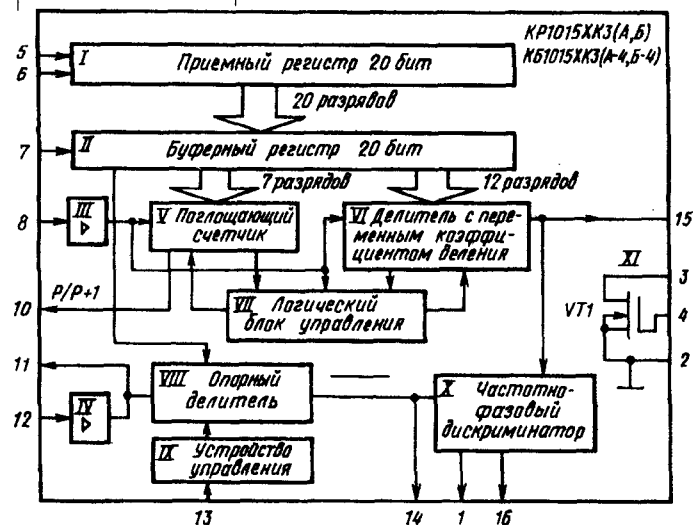 КР1015ХК3(А,Б)
КБ1015ХК3(А-4,Б-4)
5
6
I
Приемный регистр 20 бит
20 разрядов
7
II
Буферный регистр 20 бит
7 разрядов
12 разрядов
8
III
V Поглощающий
счетчик
VI Делитель с пере-
менным коэффи-
циентом деления
15
XI
3
10
P/P+1
VII Логический
блок управления
VT1
4
2
11
12
IV
VIII Опорный
делитель
X Частотно-
фазовый
дискриминатор
IX Устройство
управления
13
14
1
16